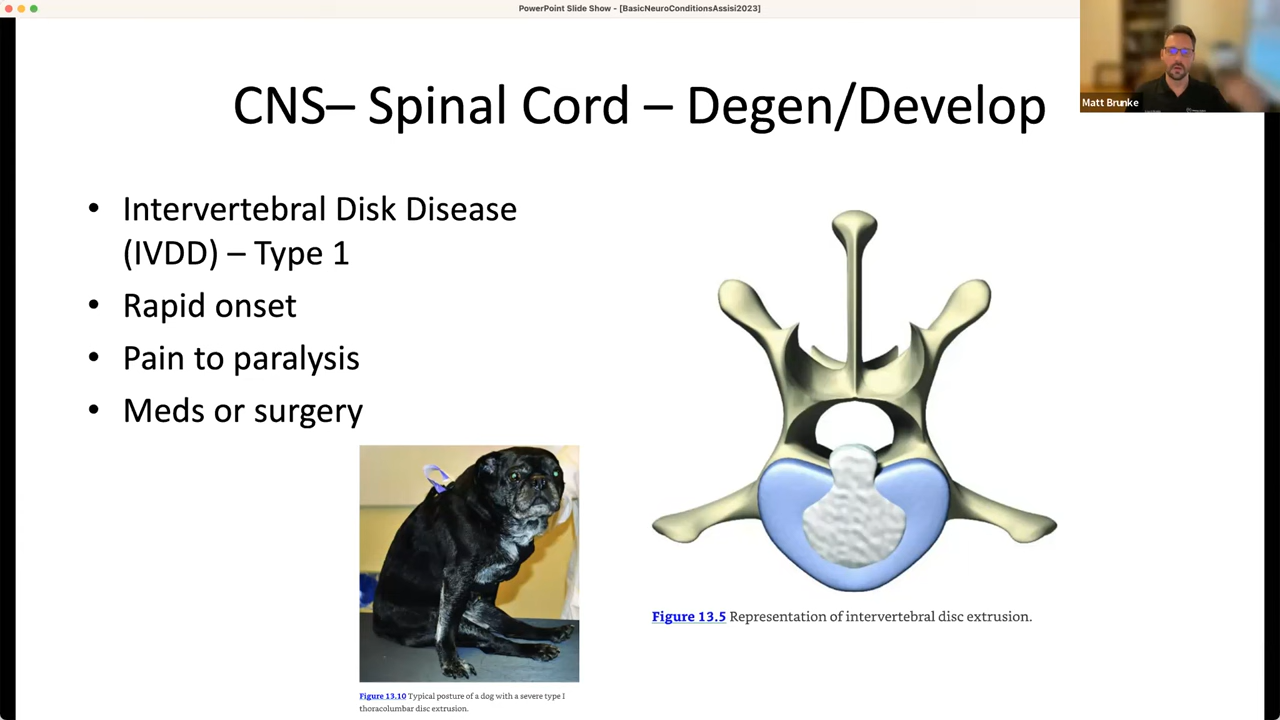 PowerPoint Slide Show - [BasicNeuroConditionsAssisi2023]
Matt Brunke
CNS– Spinal Cord – Degen/Develop
• Intervertebral Disk Disease
(IVDD) – Type 1
• Rapid onset
• Pain to paralysis
• Meds or surgery
Figure 13.5 Representation of intervertebral disc extrusion.
Figure 13.10 Typical posture of a dog with a severe type I
thoracolumbar disc extrusion.